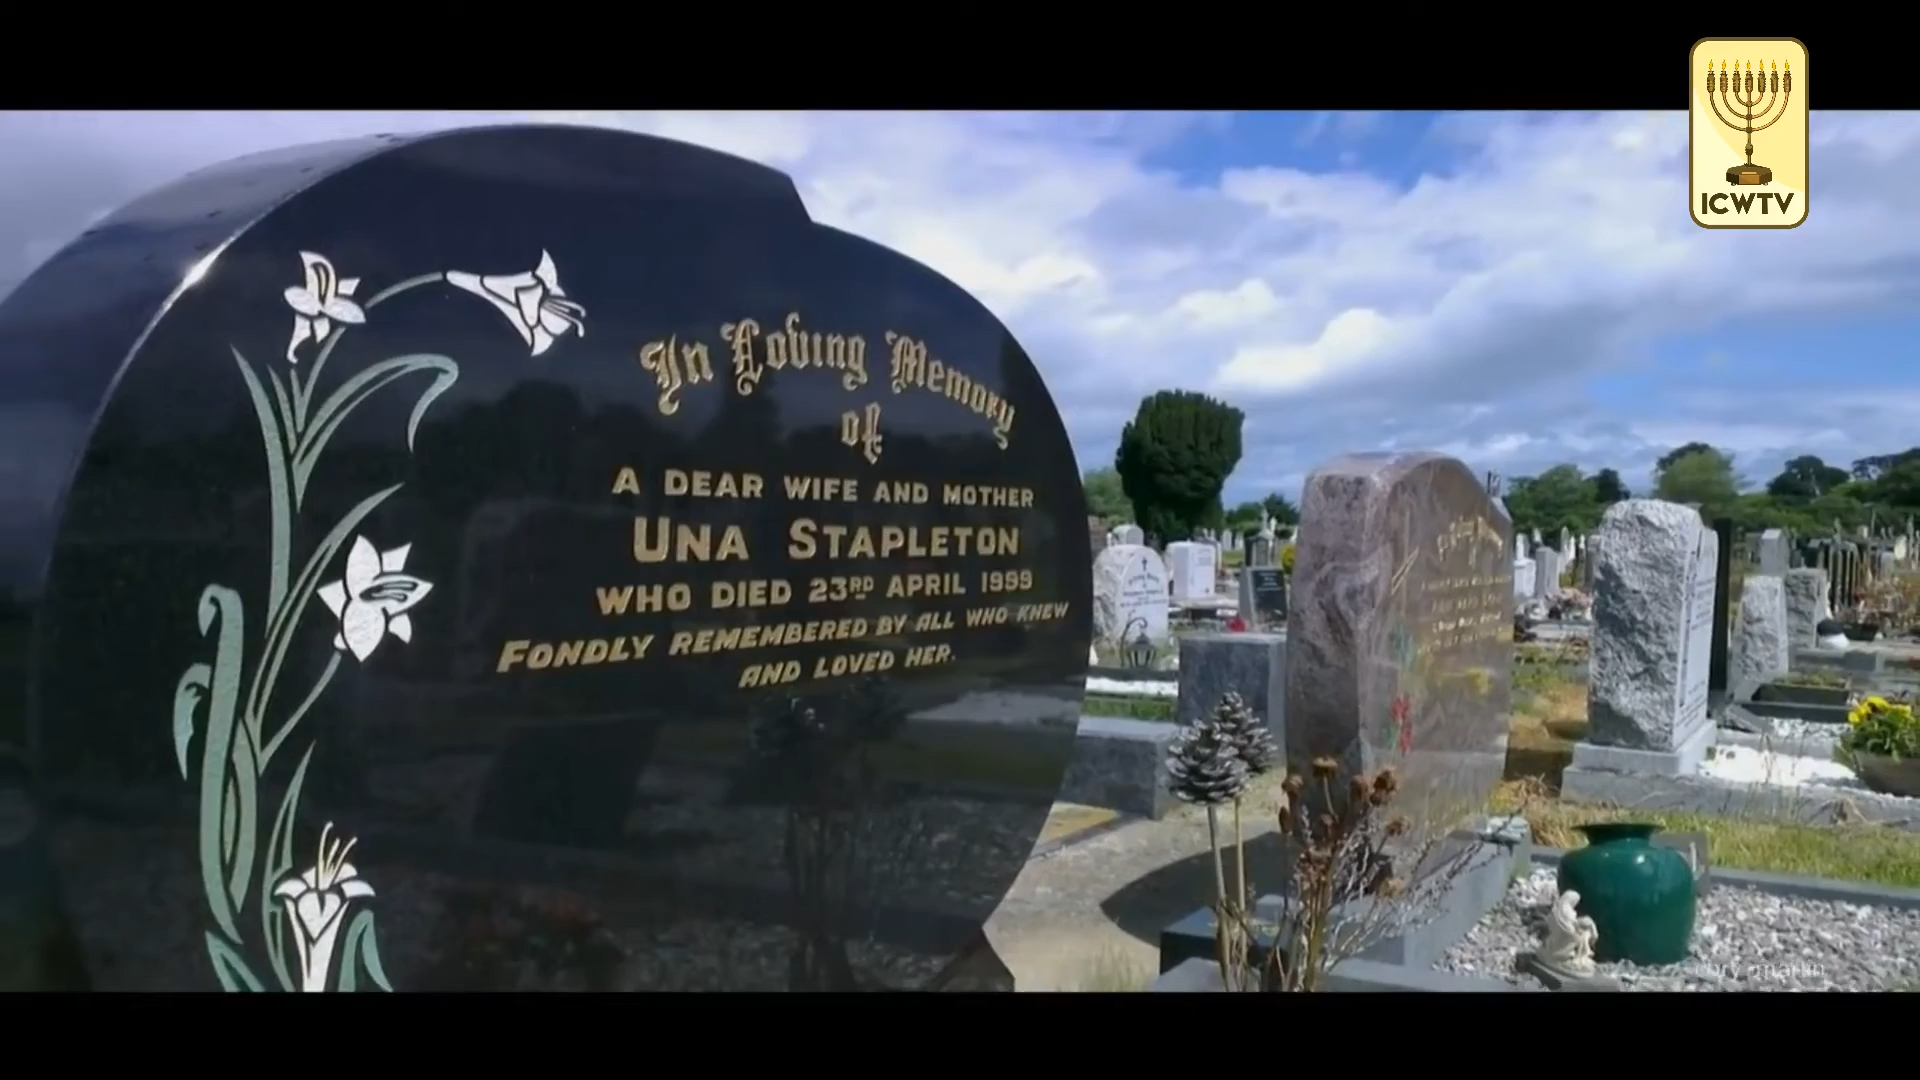 ICWTV
In Loving Memory
of
A DEAR WIFE AND MOTHER
UNA STAPLETON
WHO DIED 23RD APRIL 1999
FONDLY REMEMBERED BY ALL WHO KNEW
AND LOVED HER.